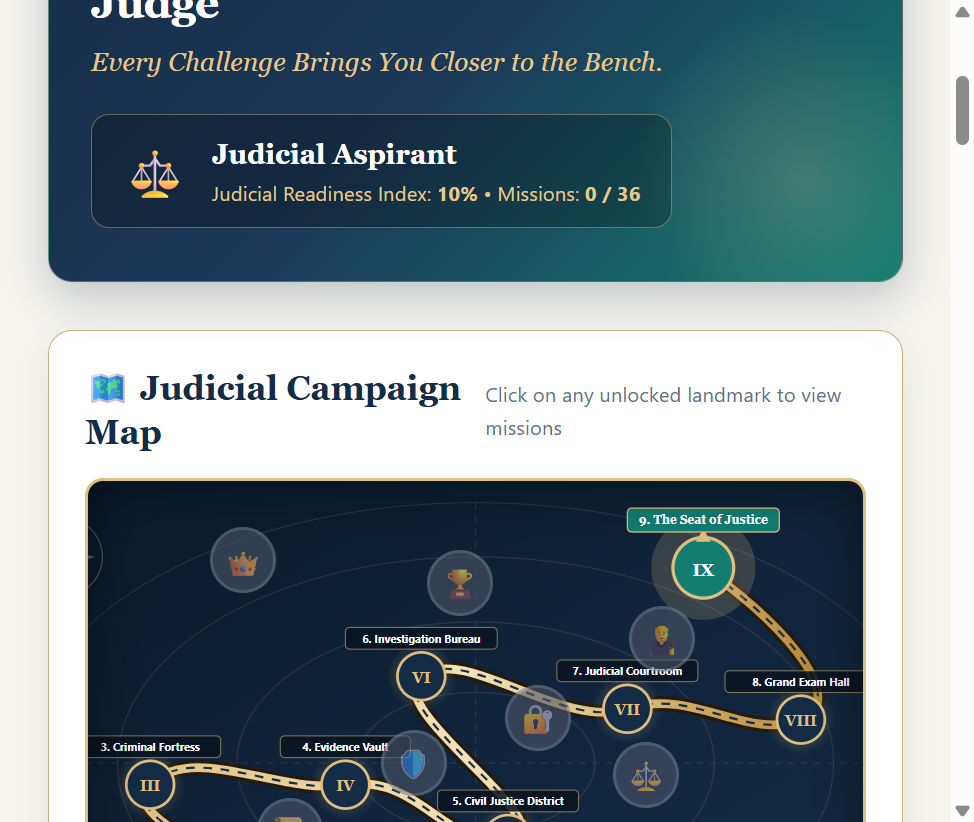 Judge
Every Challenge Brings You Closer to the Bench.
Judicial Aspirant
Judicial Readiness Index: 10% • Missions: 0 / 36
Judicial Campaign
Map
Click on any unlocked landmark to view
missions
9. The Seat of Justice
IX
6. Investigation Bureau
VI
7. Judicial Courtroom
VII
8. Grand Exam Hall
VIII
3. Criminal Fortress
III
4. Evidence Vault
IV
5. Civil Justice District